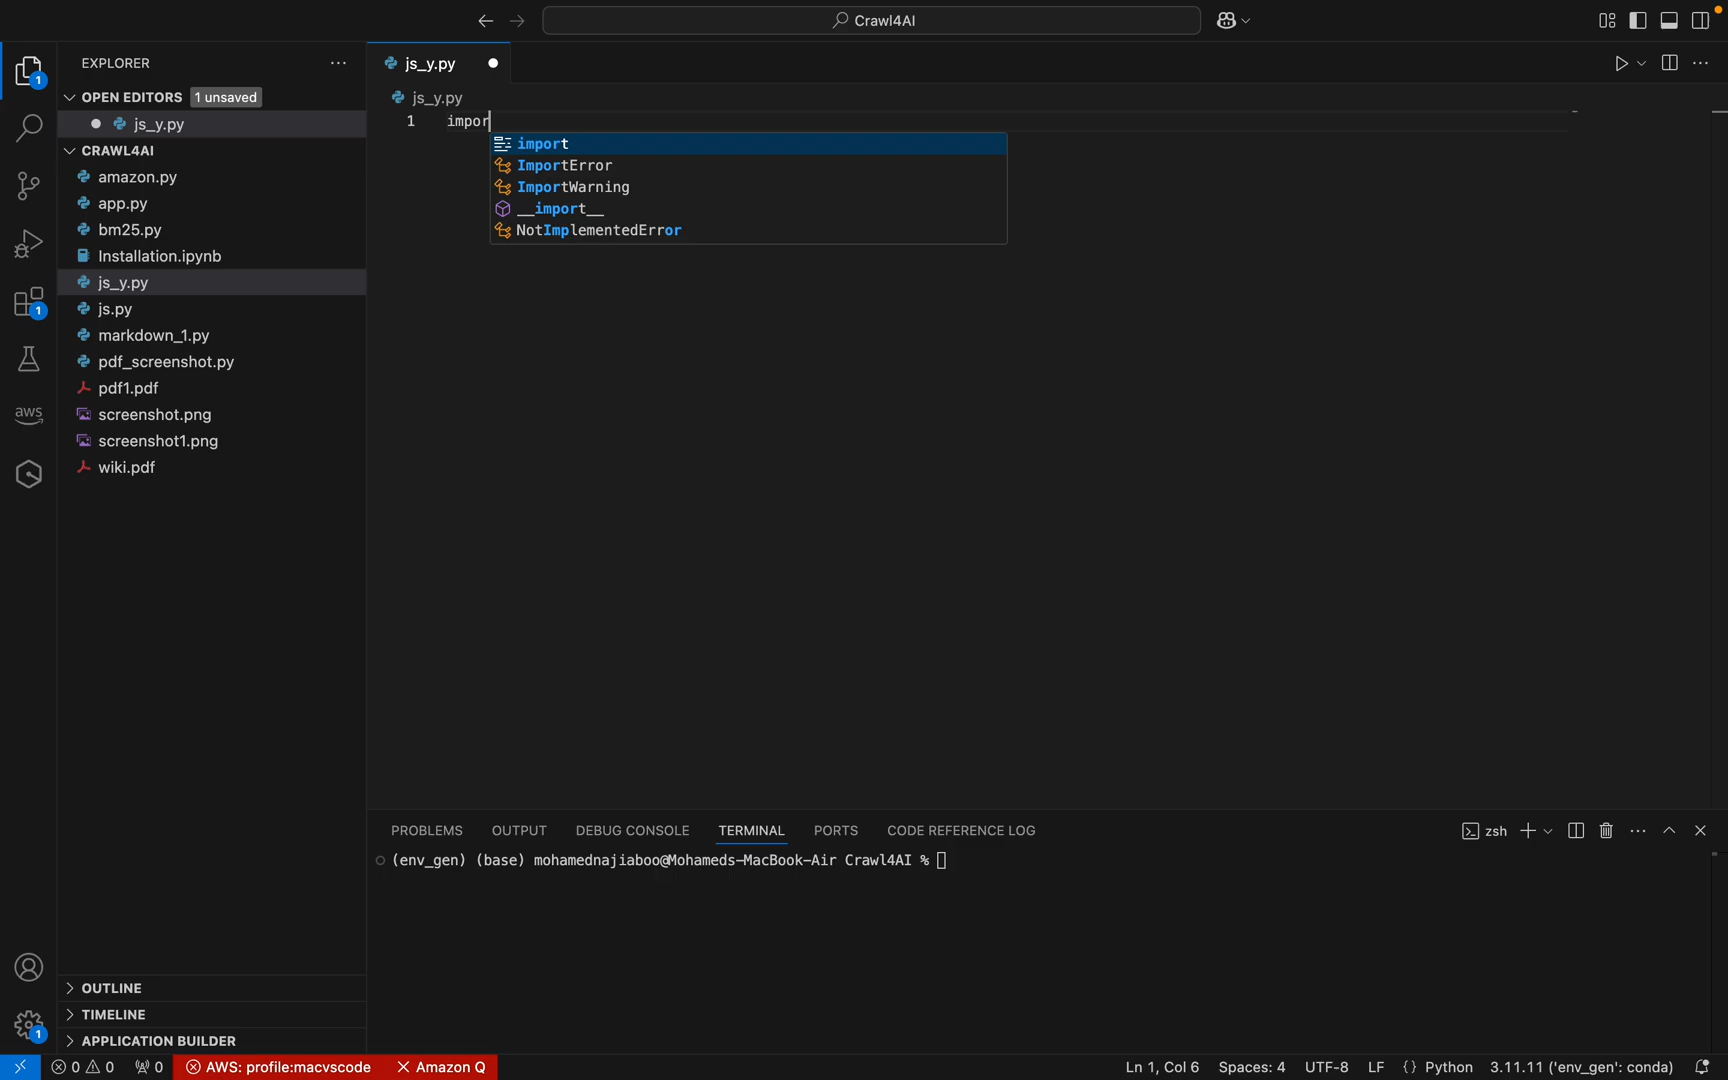 Crawl4AI
EXPLORER
OPEN EDITORS 1 unsaved
js_y.py
CRAWL4AI
amazon.py
app.py
bm25.py
Installation.ipynb
js_y.py
js.py
markdown_1.py
pdf_screenshot.py
pdf1.pdf
screenshot.png
screenshot1.png
wiki.pdf
OUTLINE
TIMELINE
APPLICATION BUILDER
1
1
aws
1
js_y.py
js_y.py
1 impor
import
ImportError
ImportWarning
__import__
NotImplementedError
PROBLEMS OUTPUT DEBUG CONSOLE TERMINAL PORTS CODE REFERENCE LOG zsh
(env_gen) (base) mohamednajiaboo@Mohameds-MacBook-Air Crawl4AI %
0 0 0 AWS: profile:macvscode Amazon Q Ln 1, Col 6 Spaces: 4 UTF-8 LF {} Python 3.11.11 ('env_gen': conda)